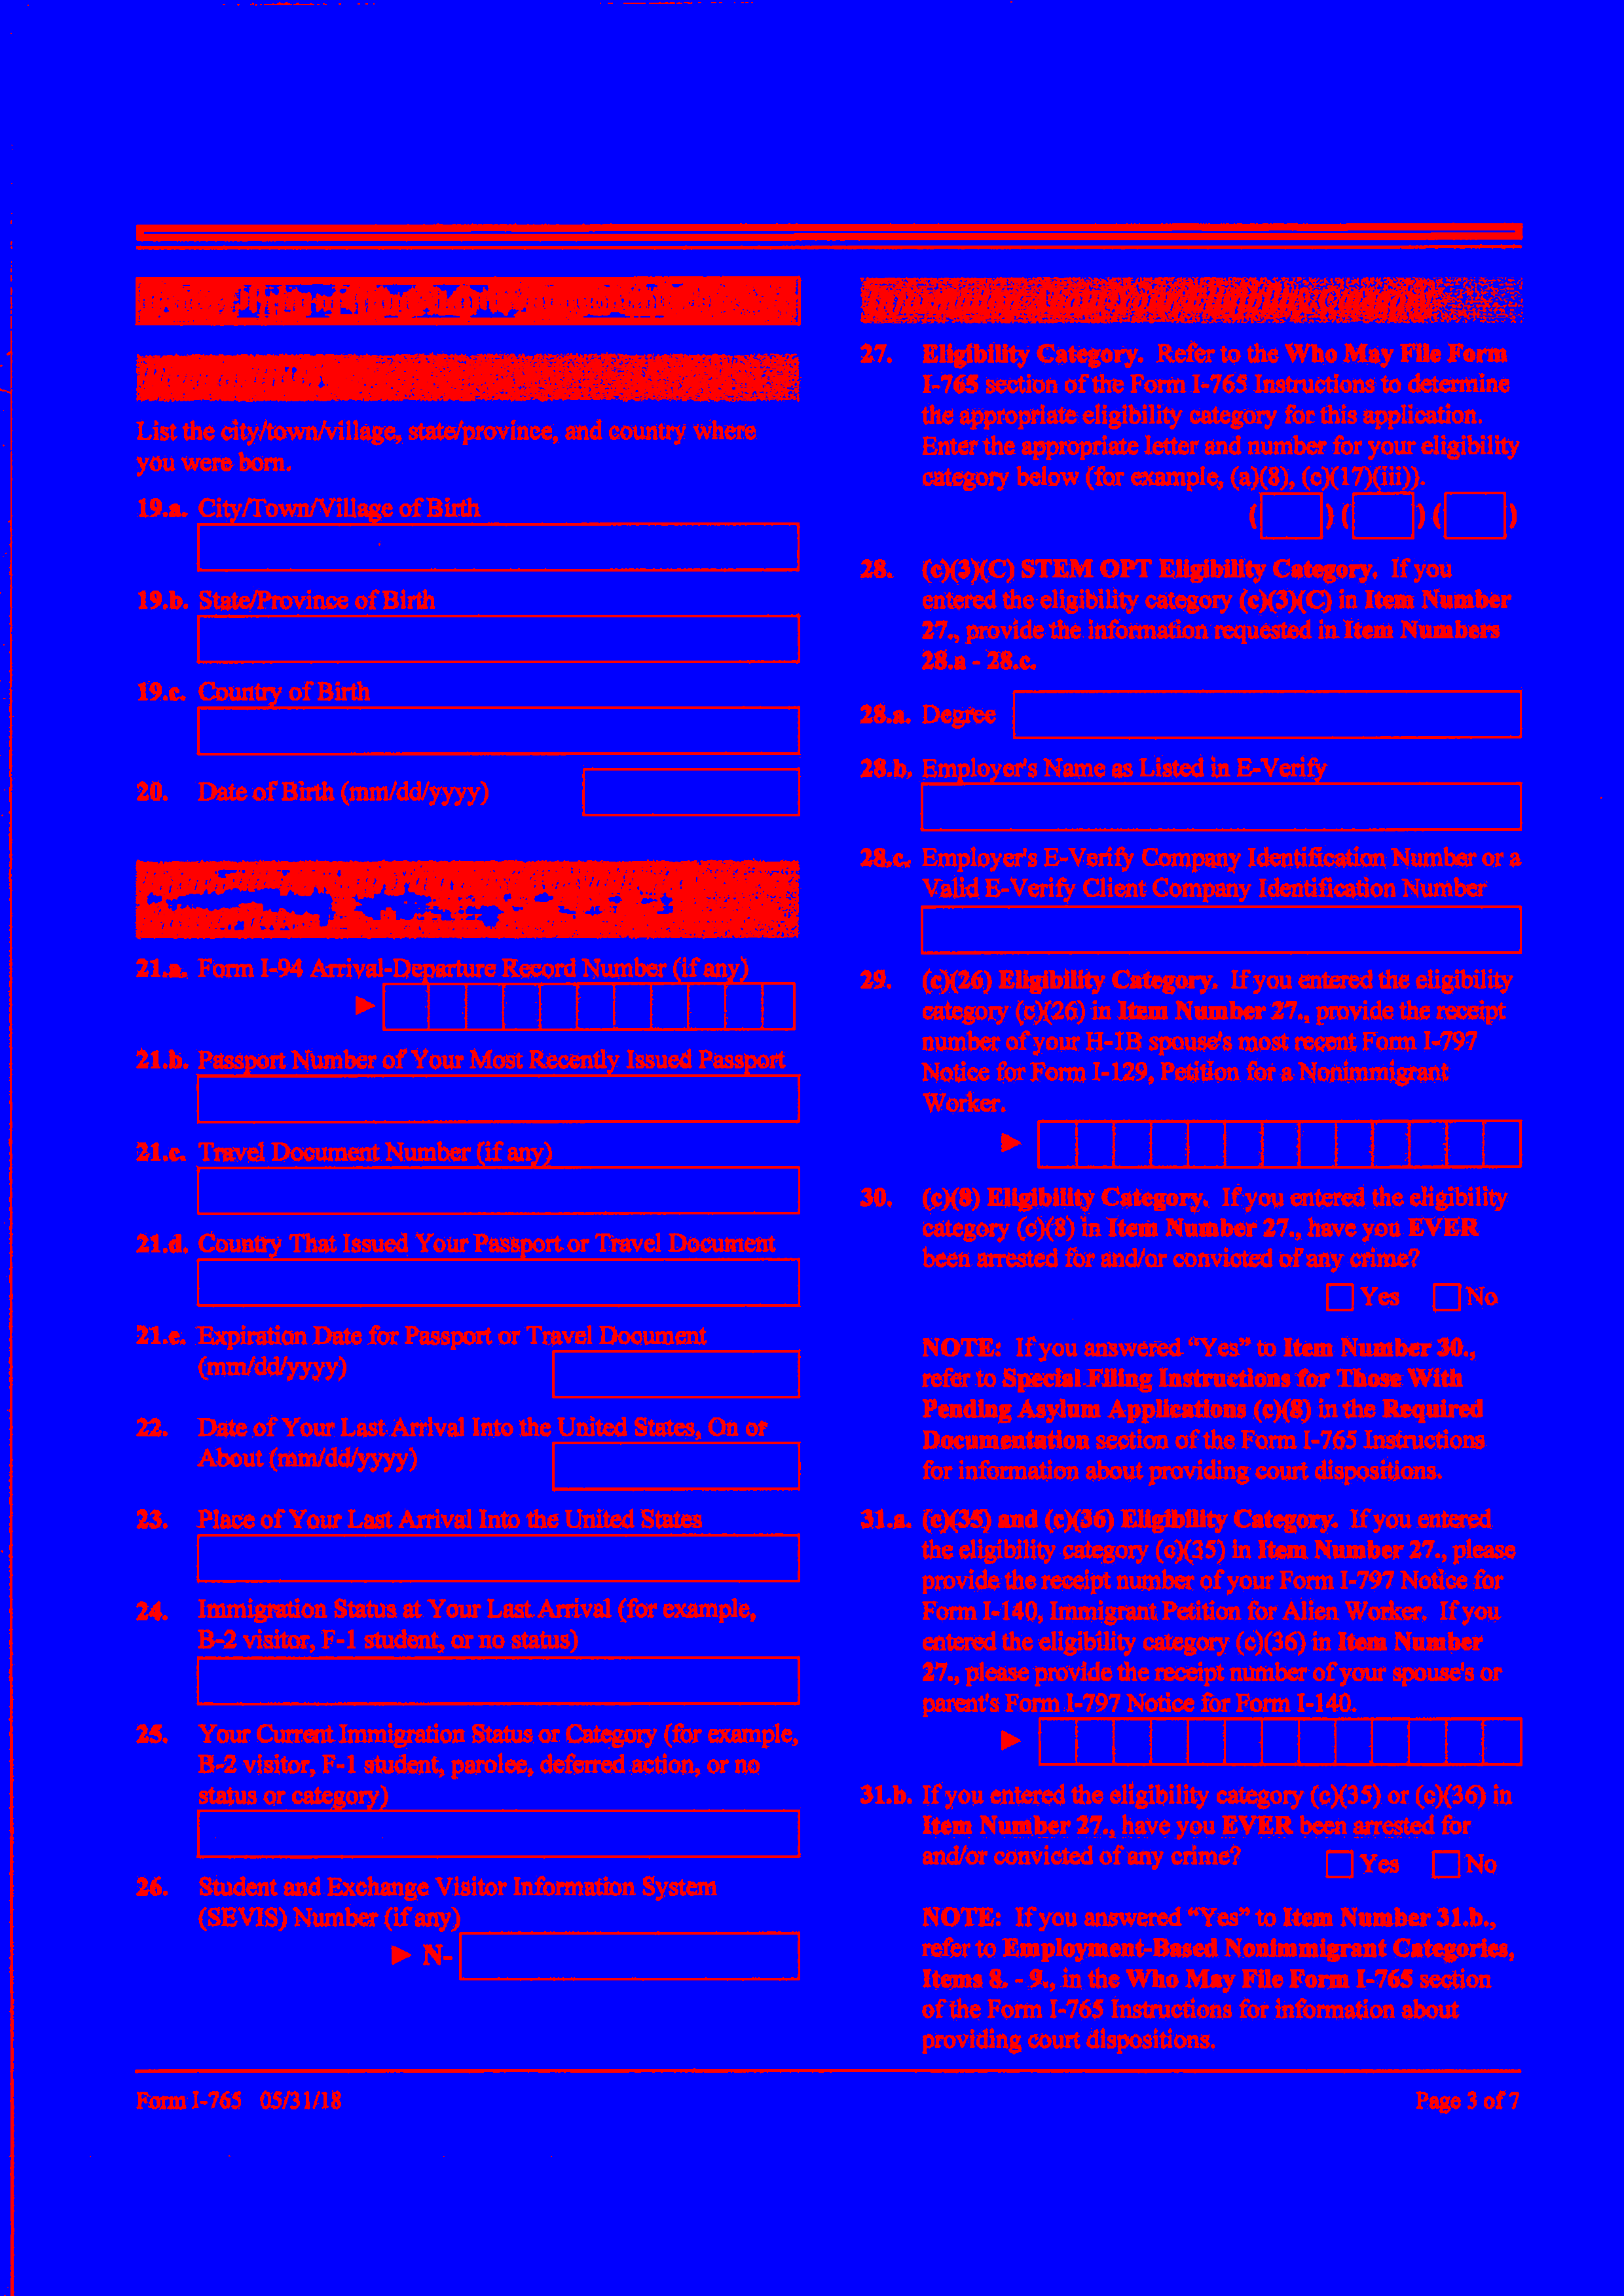 List the city/town/village, state/province, and country where
you were born.
19.a. City/Town/Village of Birth
19.b. State/Province of Birth
19.c. Country of Birth
20. Date of Birth (mm/dd/yyyy)
21.a. Form I-94 Arrival-Departure Record Number (if any)
21.b. Passport Number of Your Most Recently Issued Passport
21.c. Travel Document Number (if any)
21.d. Country That Issued Your Passport or Travel Document
21.e. Expiration Date for Passport or Travel Document
(mm/dd/yyyy)
22. Date of Your Last Arrival Into the United States, On or
About (mm/dd/yyyy)
23. Place of Your Last Arrival Into the United States
24. Immigration Status at Your Last Arrival (for example,
B-2 visitor, F-1 student, or no status)
25. Your Current Immigration Status or Category (for example,
B-2 visitor, F-1 student, parolee, deferred action, or no
status or category)
26. Student and Exchange Visitor Information System
(SEVIS) Number (if any)
N-
27. Eligibility Category. Refer to the Who May File Form
I-765 section of the Form I-765 Instructions to determine
the appropriate eligibility category for this application.
Enter the appropriate letter and number for your eligibility
category below (for example, (a)(8), (c)(17)(iii)).
( ) ( ) ( )
28. (c)(3)(C) STEM OPT Eligibility Category. If you
entered the eligibility category (c)(3)(C) in Item Number
27., provide the information requested in Item Numbers
28.a - 28.c.
28.a. Degree
28.b. Employer's Name as Listed in E-Verify
28.c. Employer's E-Verify Company Identification Number or a
Valid E-Verify Client Company Identification Number
29. (c)(26) Eligibility Category. If you entered the eligibility
category (c)(26) in Item Number 27., provide the receipt
number of your H-1B spouse's most recent Form I-797
Notice for Form I-129, Petition for a Nonimmigrant
Worker.
30. (c)(8) Eligibility Category. If you entered the eligibility
category (c)(8) in Item Number 27., have you EVER
been arrested for and/or convicted of any crime?
Yes No
NOTE: If you answered “Yes” to Item Number 30.,
refer to Special Filing Instructions for Those With
Pending Asylum Applications (c)(8) in the Required
Documentation section of the Form I-765 Instructions
for information about providing court dispositions.
31.a. (c)(35) and (c)(36) Eligibility Category. If you entered
the eligibility category (c)(35) in Item Number 27., please
provide the receipt number of your Form I-797 Notice for
Form I-140, Immigrant Petition for Alien Worker. If you
entered the eligibility category (c)(36) in Item Number
27., please provide the receipt number of your spouse's or
parent's Form I-797 Notice for Form I-140.
31.b. If you entered the eligibility category (c)(35) or (c)(36) in
Item Number 27., have you EVER been arrested for
and/or convicted of any crime? Yes No
NOTE: If you answered “Yes” to Item Number 31.b.,
refer to Employment-Based Nonimmigrant Categories,
Items 8. - 9., in the Who May File Form I-765 section
of the Form I-765 Instructions for information about
providing court dispositions.
Form I-765 05/31/18
Page 3 of 7